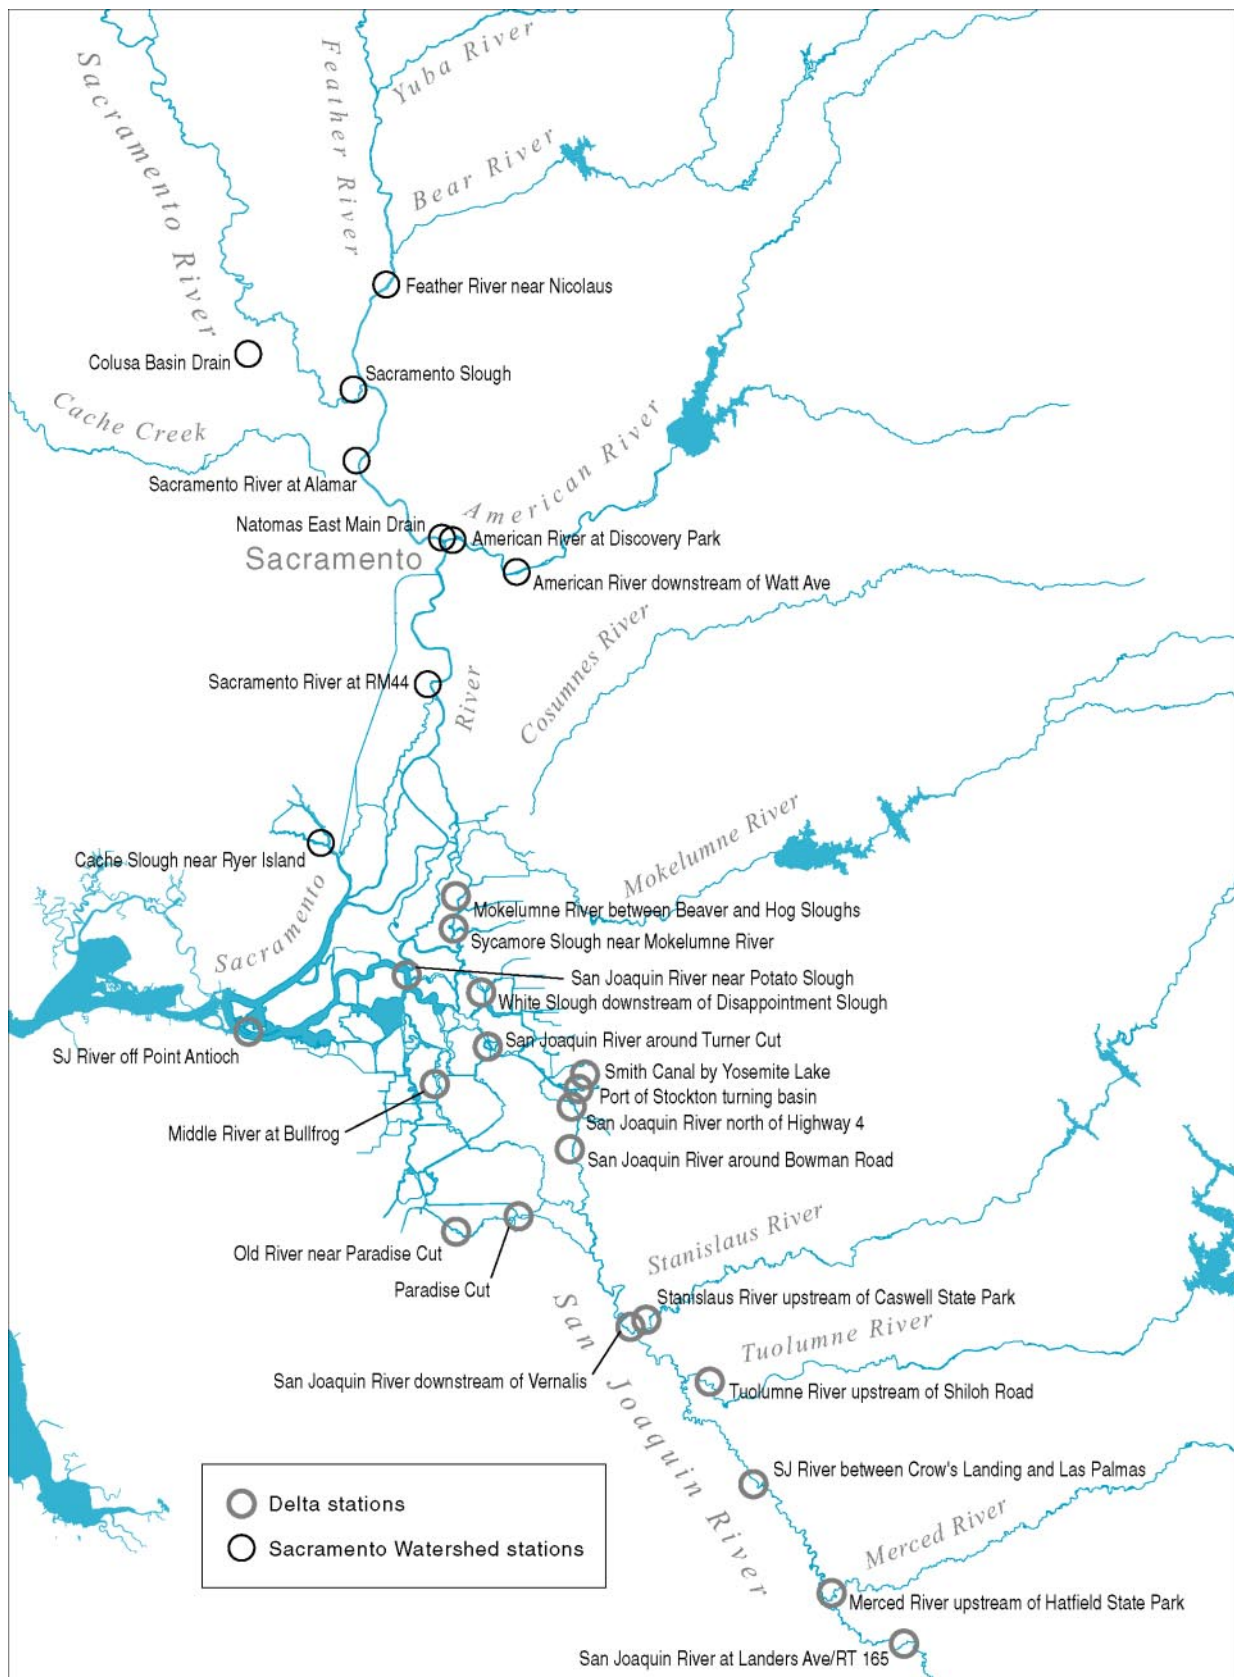 Sacramento River
Feather River
Yuba River
Bear River
Feather River near Nicolaus
Colusa Basin Drain
Sacramento Slough
Cache Creek
American River
Sacramento River at Alamar
Natomas East Main Drain
American River at Discovery Park
Sacramento
American River downstream of Watt Ave
Cosumnes River
Sacramento River at RM44
River
Mokelumne River
Cache Slough near Ryer Island
Sacramento
Mokelumne River between Beaver and Hog Sloughs
Sycamore Slough near Mokelumne River
San Joaquin River near Potato Slough
White Slough downstream of Disappointment Slough
San Joaquin River around Turner Cut
SJ River off Point Antioch
Smith Canal by Yosemite Lake
Port of Stockton turning basin
San Joaquin River north of Highway 4
Middle River at Bullfrog
San Joaquin River around Bowman Road
Stanislaus River
Old River near Paradise Cut
Paradise Cut
Stanislaus River upstream of Caswell State Park
San Joaquin River
Tuolumne River
San Joaquin River downstream of Vernalis
Tuolumne River upstream of Shiloh Road
SJ River between Crow's Landing and Las Palmas
Delta stations
Sacramento Watershed stations
Merced River
Merced River upstream of Hatfield State Park
San Joaquin River at Landers Ave/RT 165